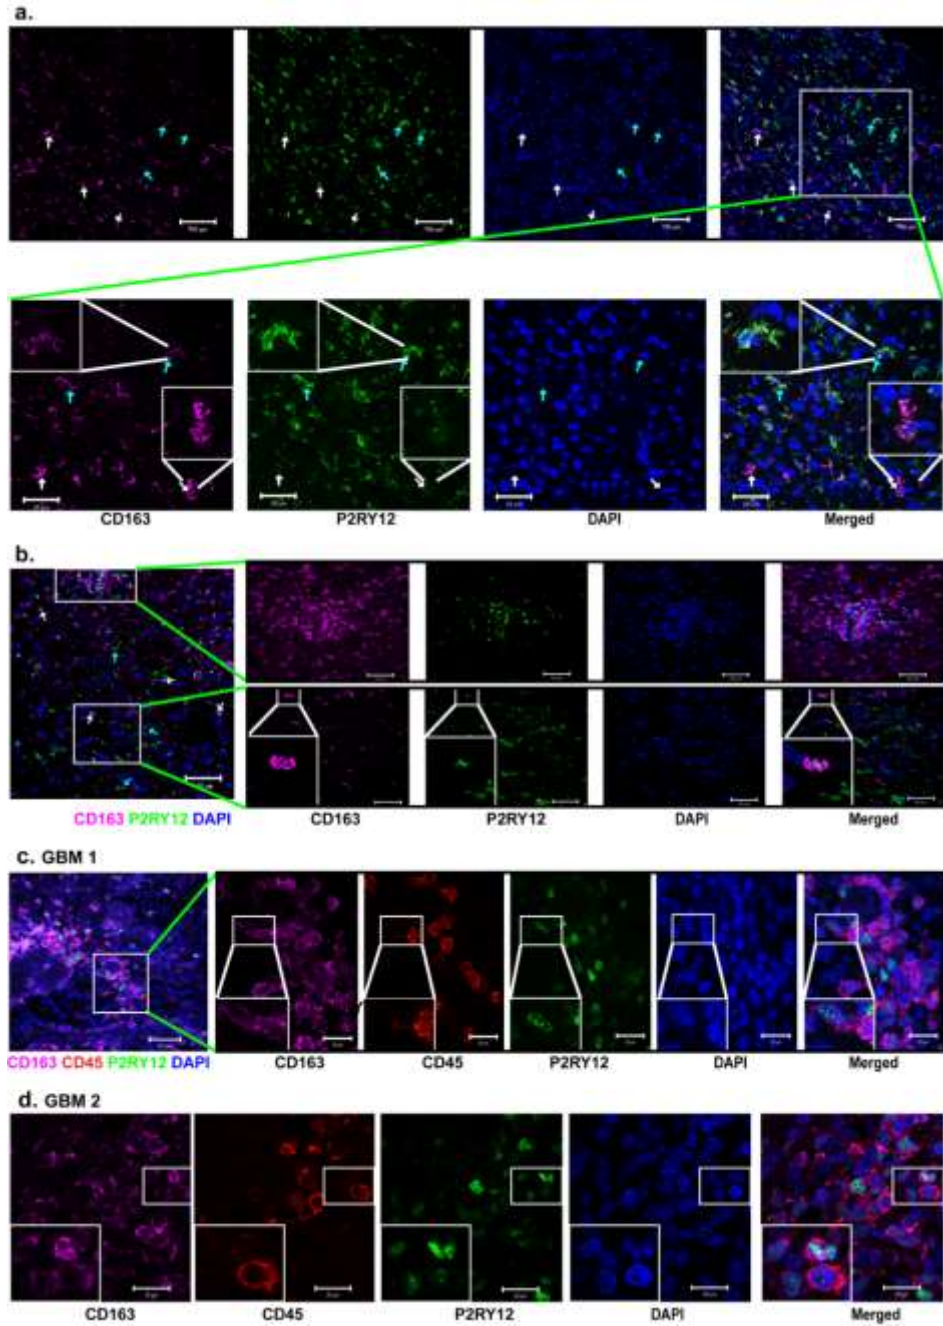 a.
CD163 P2RY12 DAPI Merged
b.
CD163 P2RY12 DAPI
CD163 P2RY12 DAPI Merged
c. GBM 1
CD163 CD45 P2RY12 DAPI
CD163 CD45 P2RY12 DAPI Merged
d. GBM 2
CD163 CD45 P2RY12 DAPI Merged